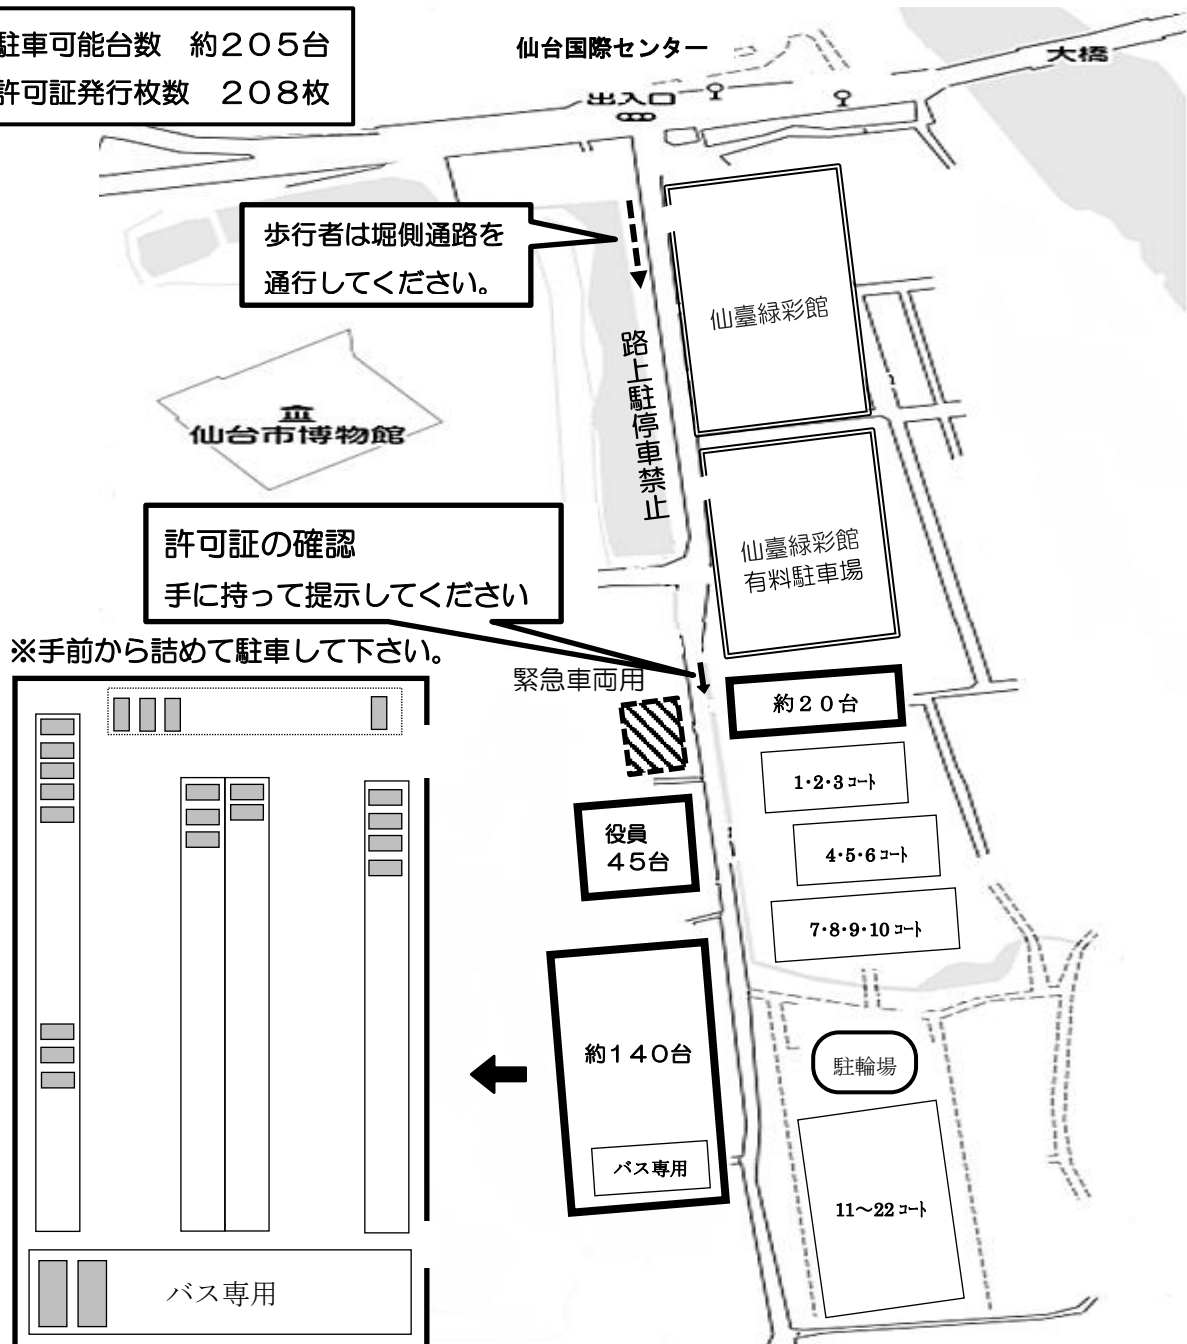 駐車可能台数　約２０５台
許可証発行枚数　２０８枚
仙台国際センター
大橋
出入口
歩行者は堀側通路を
通行してください。
仙臺緑彩館
路上駐停車禁止
仙台市博物館
仙臺緑彩館
有料駐車場
許可証の確認
手に持って提示してください
※手前から詰めて駐車して下さい。
緊急車両用
約２０台
1・2・3コート
役員
４５台
4・5・6コート
7・8・9・10コート
約１４０台
駐輪場
バス専用
11～22コート
バス専用